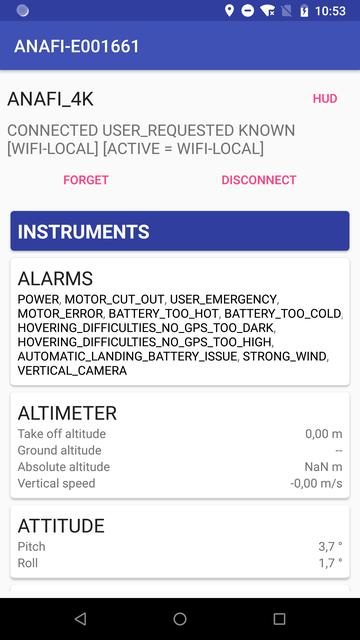 10:53
ANAFI-E001661
ANAFI_4K
HUD
CONNECTED USER_REQUESTED KNOWN
[WIFI-LOCAL] [ACTIVE = WIFI-LOCAL]
FORGET
DISCONNECT
INSTRUMENTS
ALARMS
POWER, MOTOR_CUT_OUT, USER_EMERGENCY,
MOTOR_ERROR, BATTERY_TOO_HOT, BATTERY_TOO_COLD,
HOVERING_DIFFICULTIES_NO_GPS_TOO_DARK,
HOVERING_DIFFICULTIES_NO_GPS_TOO_HIGH,
AUTOMATIC_LANDING_BATTERY_ISSUE, STRONG_WIND,
VERTICAL_CAMERA
ALTIMETER
Take off altitude 0,00 m
Ground altitude --
Absolute altitude NaN m
Vertical speed -0,00 m/s
ATTITUDE
Pitch 3,7 °
Roll 1,7 °